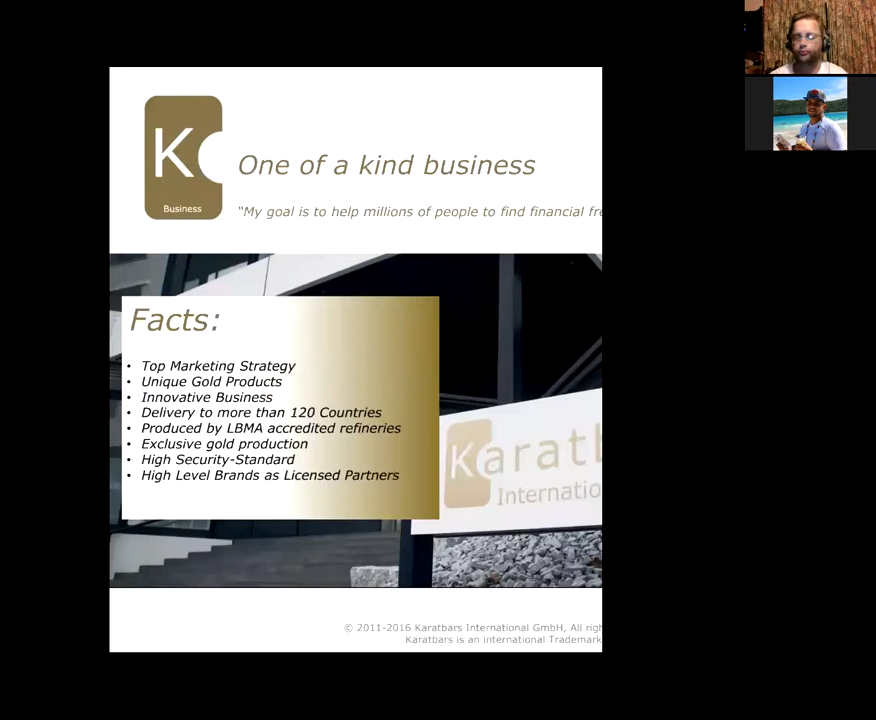 K
Business
One of a kind business
"My goal is to help millions of people to find financial
Facts:
• Top Marketing Strategy
• Unique Gold Products
• Innovative Business
• Delivery to more than 120 Countries
• Produced by LBMA accredited refineries
• Exclusive gold production
• High Security-Standard
• High Level Brands as Licensed Partners
Karatb
Internatio
© 2011-2016 Karatbars International GmbH, All righ
Karatbars is an international Trademark